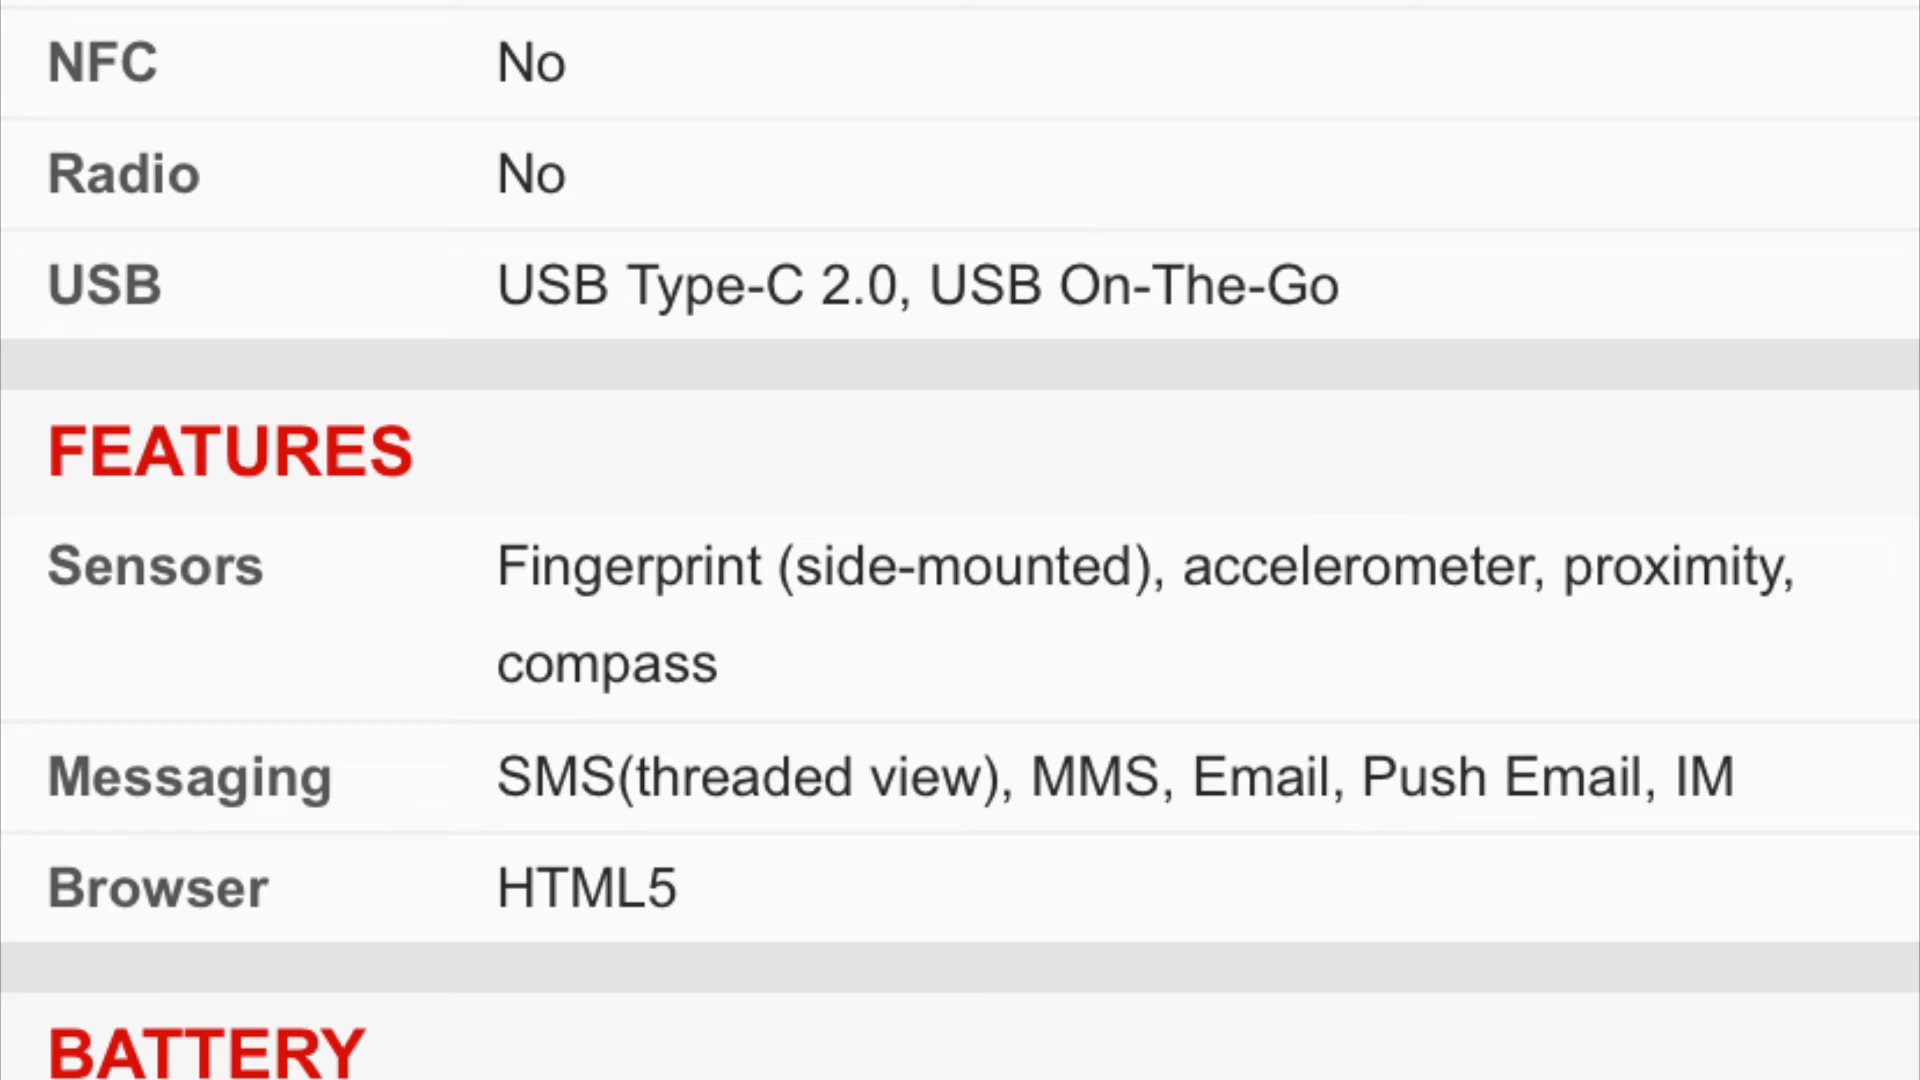 NFC No
Radio No
USB USB Type-C 2.0, USB On-The-Go
FEATURES
Sensors Fingerprint (side-mounted), accelerometer, proximity,
compass
Messaging SMS(threaded view), MMS, Email, Push Email, IM
Browser HTML5
BATTERY